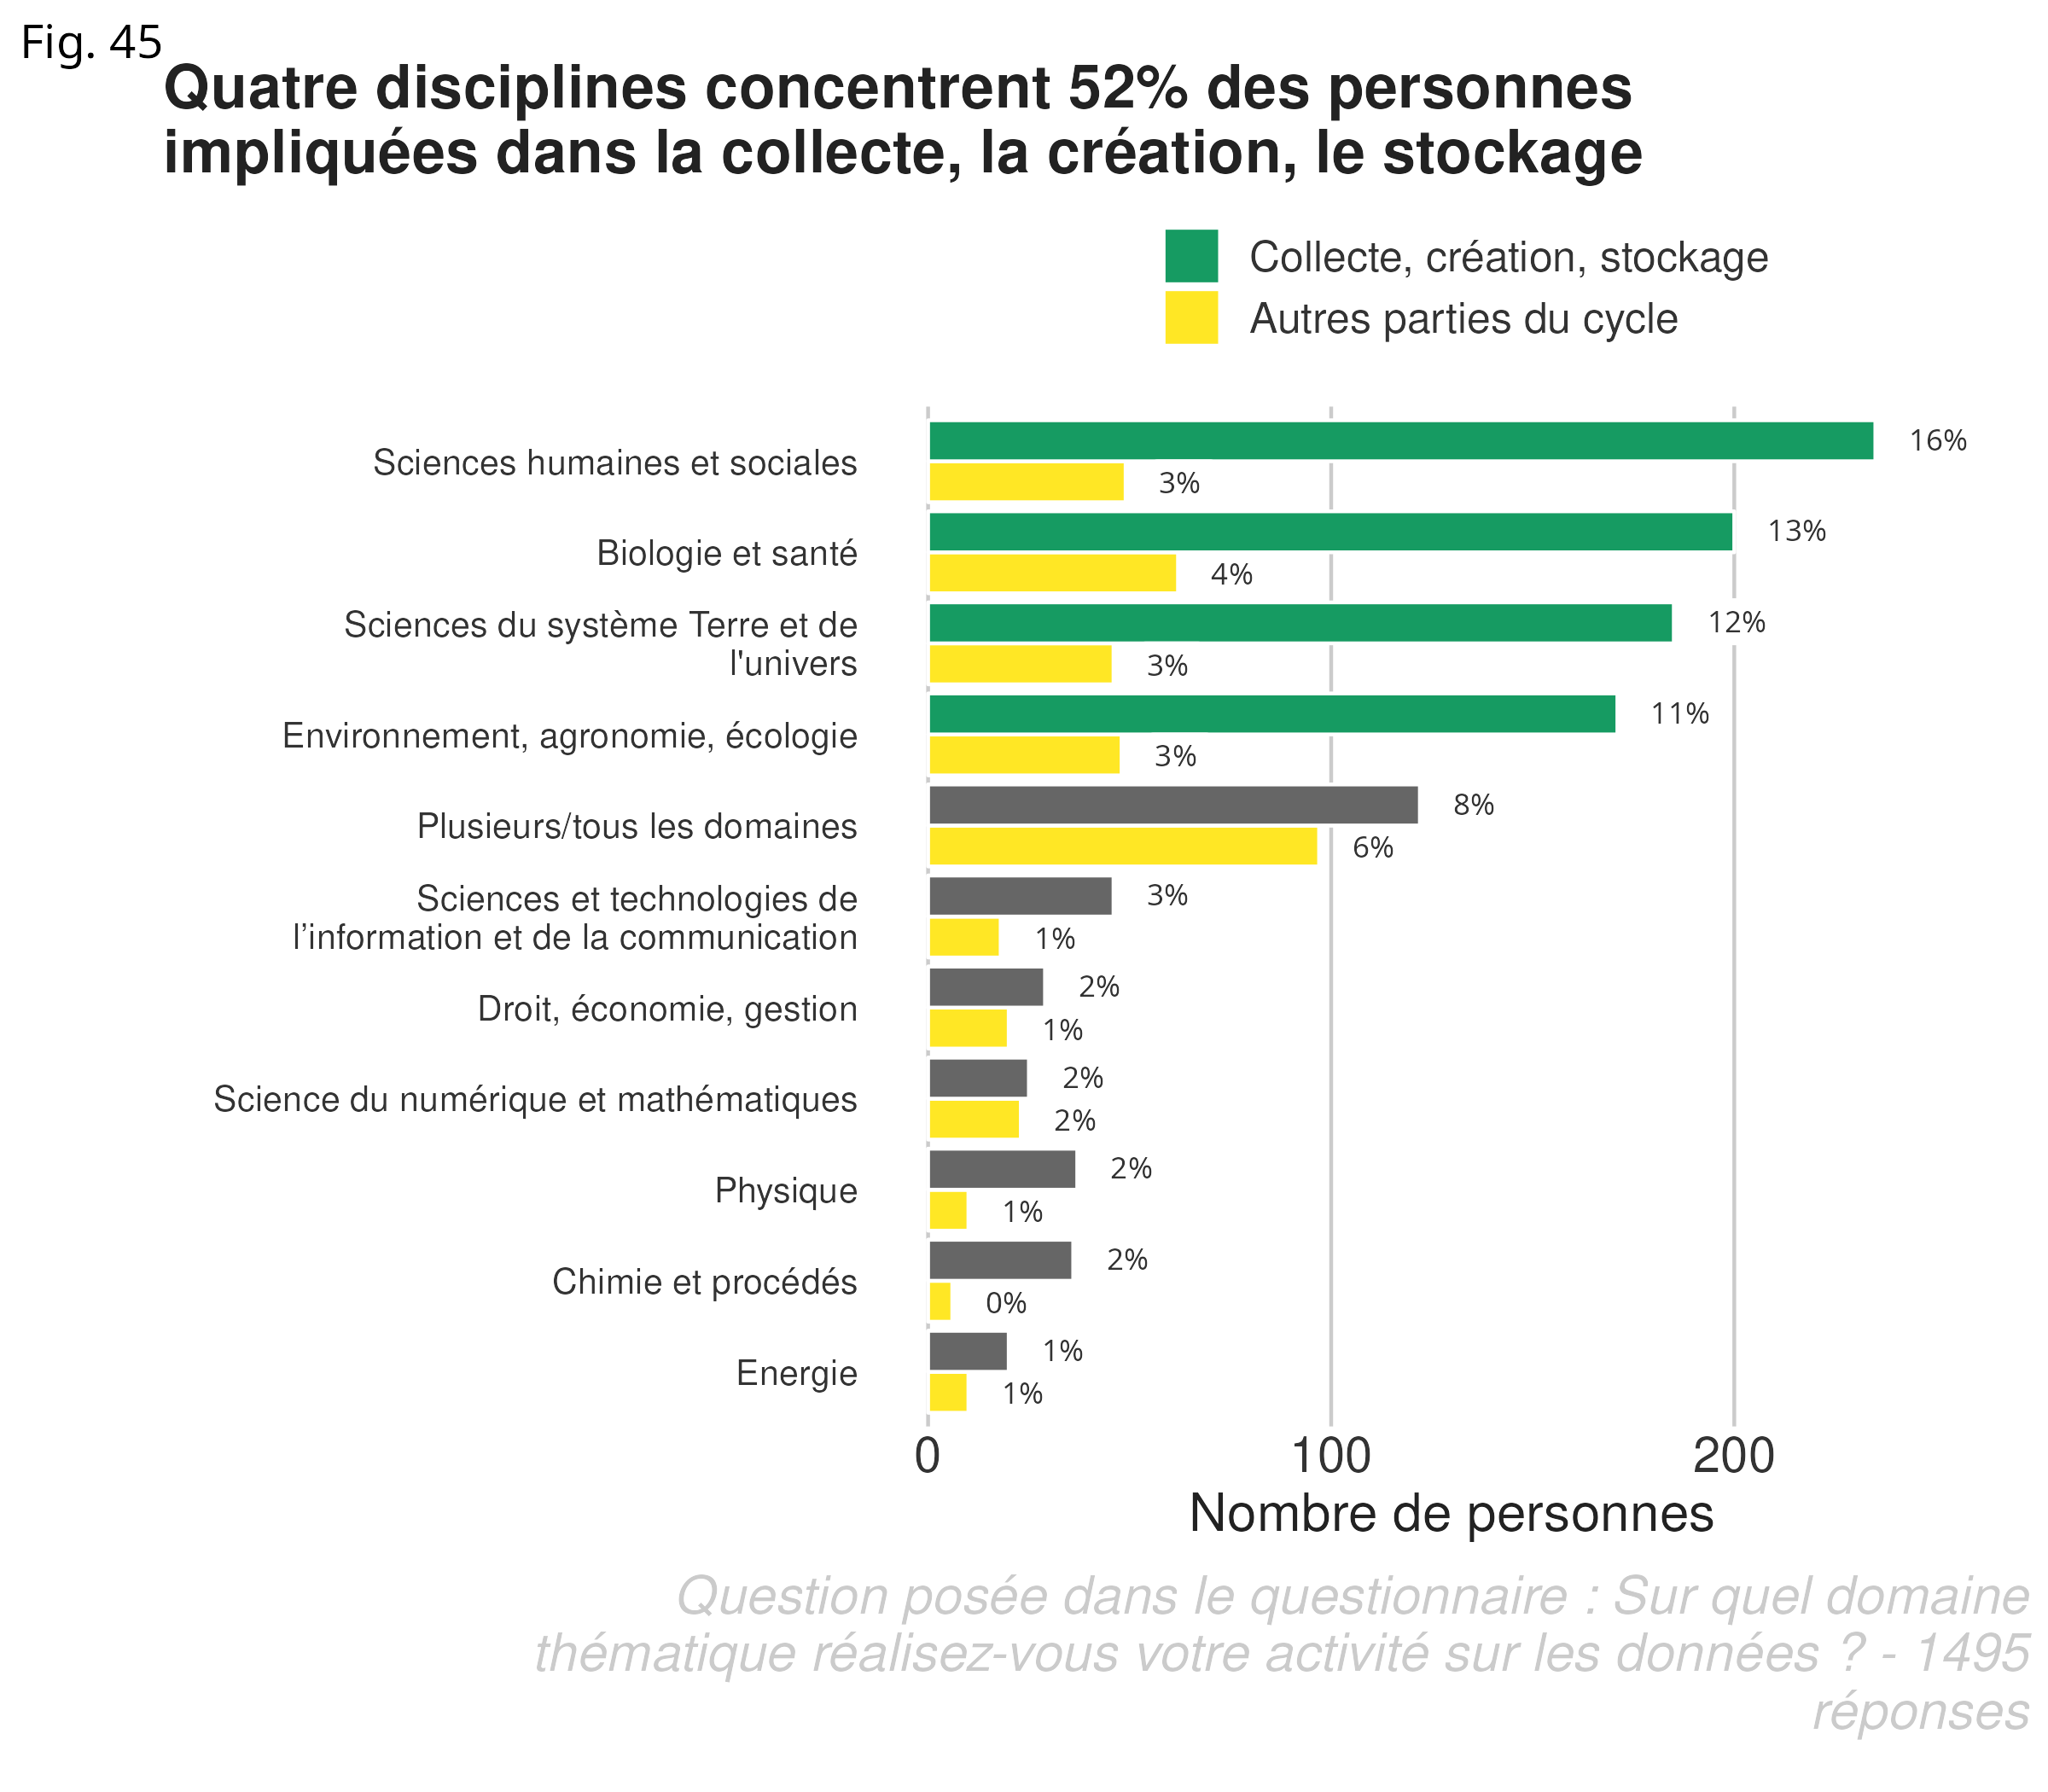 Fig. 45
Quatre disciplines concentrent 52% des personnes
impliquées dans la collecte, la création, le stockage
Collecte, création, stockage
Autres parties du cycle
Sciences humaines et sociales
16%
3%
Biologie et santé
13%
4%
Sciences du système Terre et de
l'univers
12%
3%
Environnement, agronomie, écologie
11%
3%
Plusieurs/tous les domaines
8%
6%
Sciences et technologies de
l’information et de la communication
3%
1%
Droit, économie, gestion
2%
1%
Science du numérique et mathématiques
2%
2%
Physique
2%
1%
Chimie et procédés
2%
0%
Energie
1%
1%
0 100 200
Nombre de personnes
Question posée dans le questionnaire : Sur quel domaine
thématique réalisez-vous votre activité sur les données ? - 1495
réponses